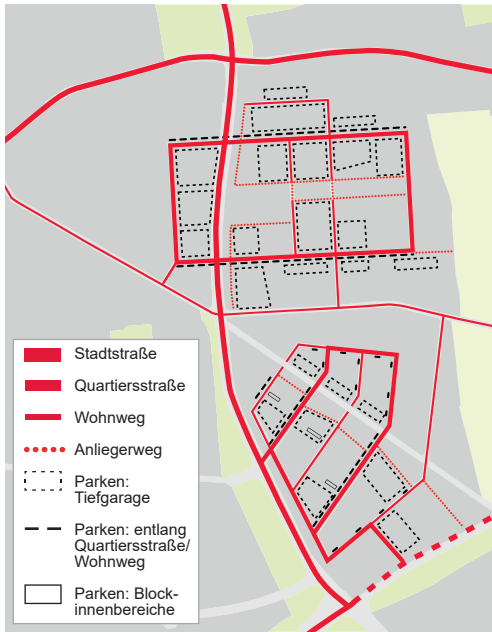 Stadtstraße
Quartiersstraße
Wohnweg
Anliegerweg
Parken:
Tiefgarage
Parken: entlang
Quartiersstraße/
Wohnweg
Parken: Block-
innenbereiche